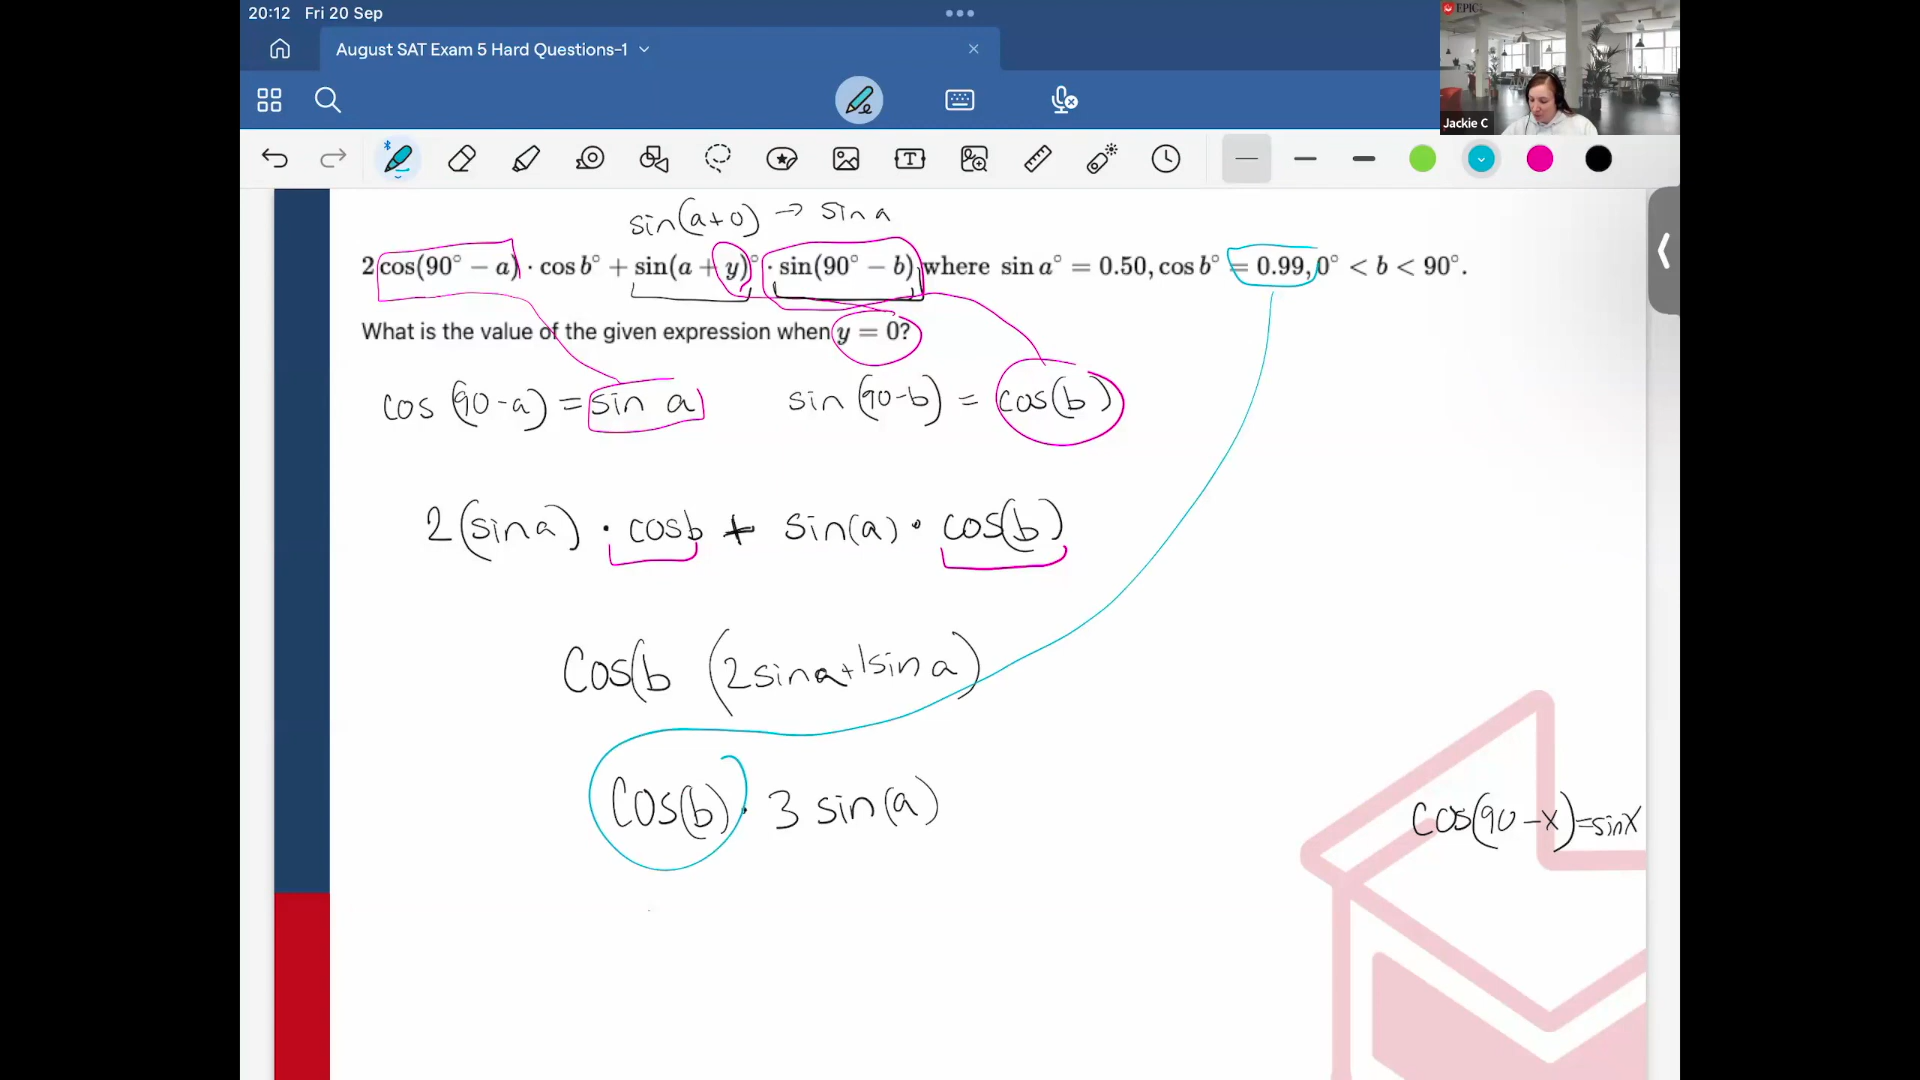 20:12 Fri 20 Sep
August SAT Exam 5 Hard Questions-1
EPIC
Jackie C
sin(a+0) → sin a
2 cos(90° − a) · cos b° + sin(a + y)° · sin(90° − b) where sin a° = 0.50, cos b° = 0.99, 0° < b < 90°.
What is the value of the given expression when y = 0?
cos (90-a) = sin a sin (90-b) = cos(b)
2(sina) · cosb + sin(a) · cos(b)
Cos(b (2sina+1sin a)
Cos(b) · 3 sin(a)
Cos(90-x)=sinx